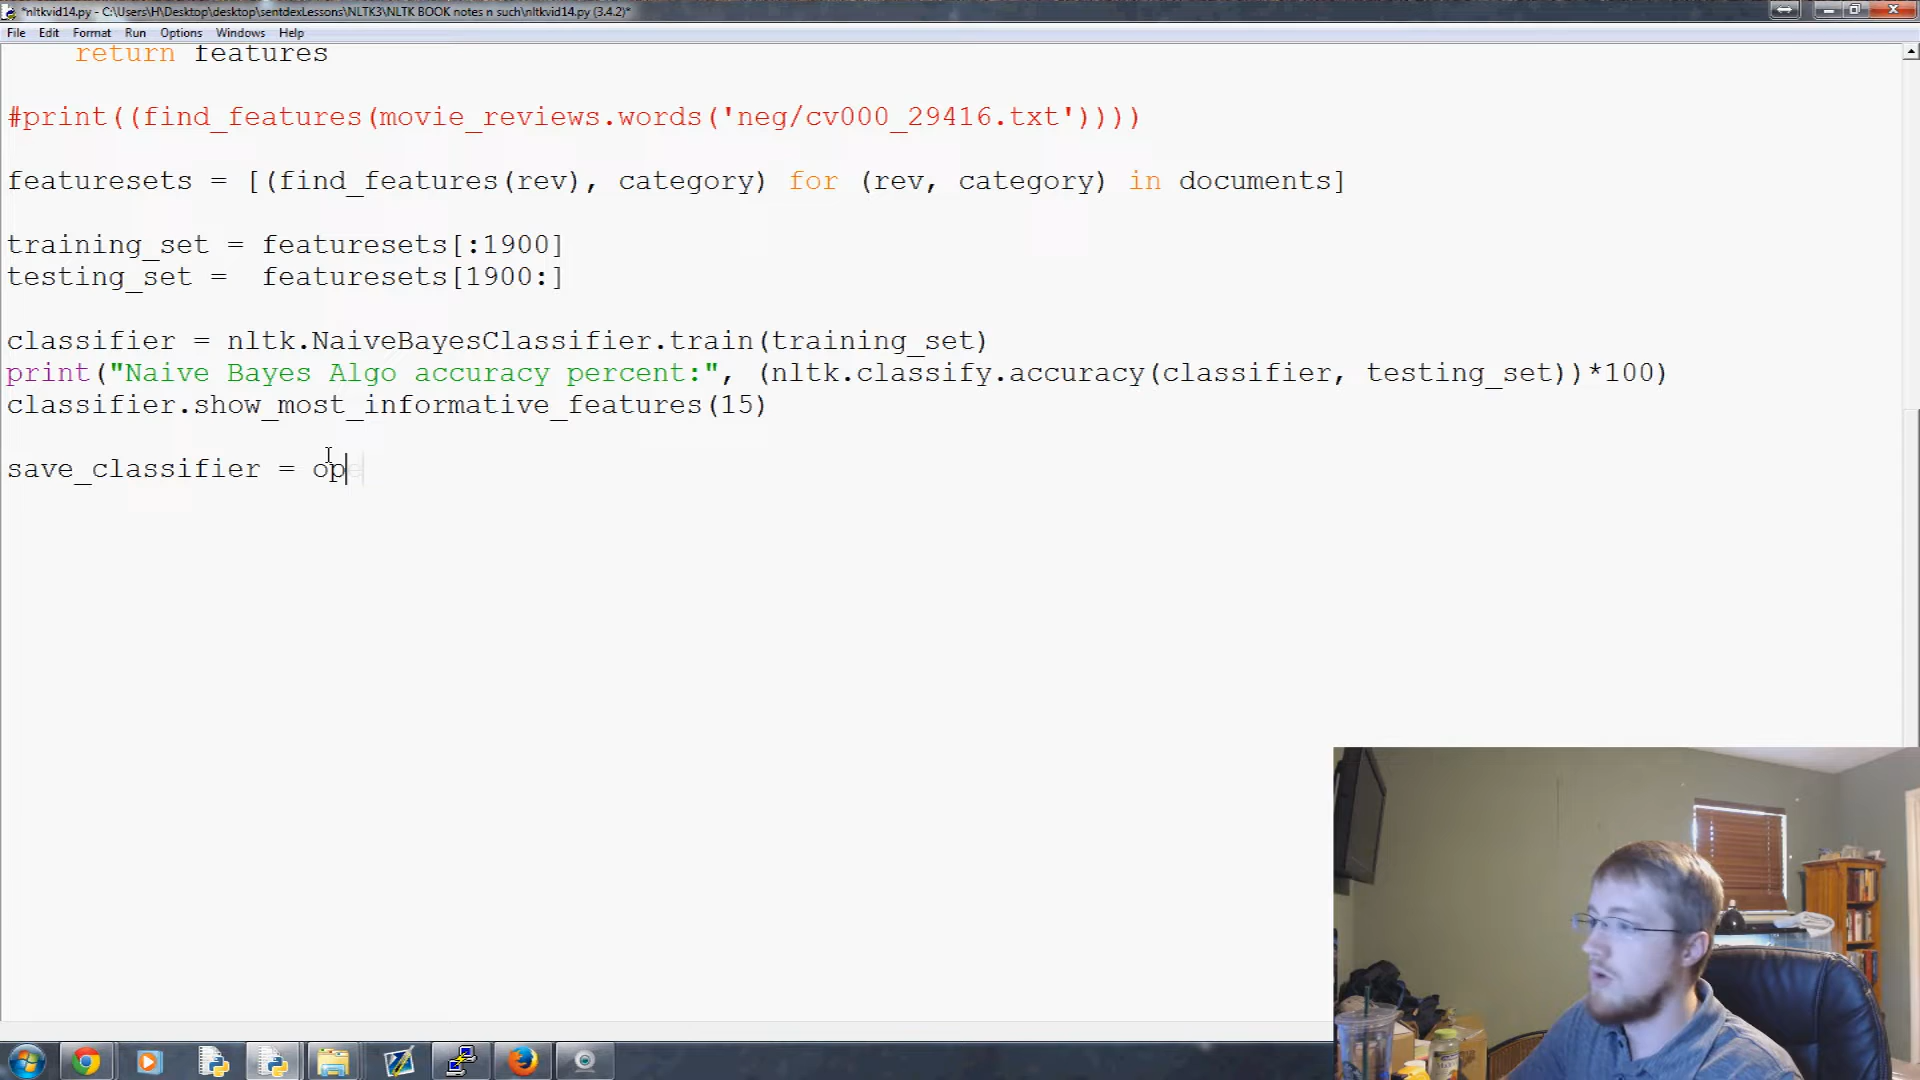 *nltkvid14.py - C:\Users\H\Desktop\desktop\sentdexLessons\NLTK3\NLTK BOOK notes n such\nltkvid14.py (3.4.2)*
File Edit Format Run Options Windows Help
return features
#print((find_features(movie_reviews.words('neg/cv000_29416.txt'))))
featuresets = [(find_features(rev), category) for (rev, category) in documents]
training_set = featuresets[:1900]
testing_set =  featuresets[1900:]
classifier = nltk.NaiveBayesClassifier.train(training_set)
print("Naive Bayes Algo accuracy percent:", (nltk.classify.accuracy(classifier, testing_set))*100)
classifier.show_most_informative_features(15)
save_classifier = op